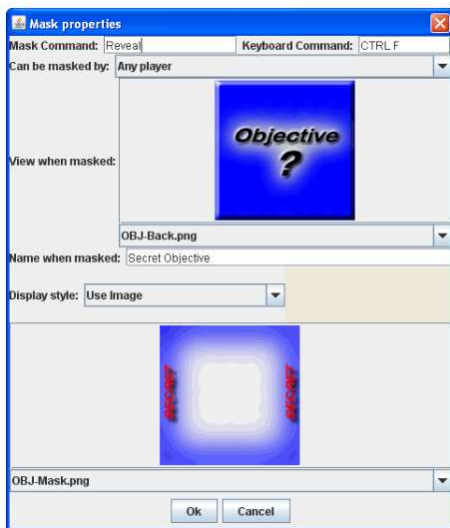 Mask properties
Mask Command: Reveal Keyboard Command: CTRL F
Can be masked by: Any player
Objective
?
View when masked:
OBJ-Back.png
Name when masked: Secret Objective
Display style: Use Image
SECRET SECRET
OBJ-Mask.png
Ok Cancel